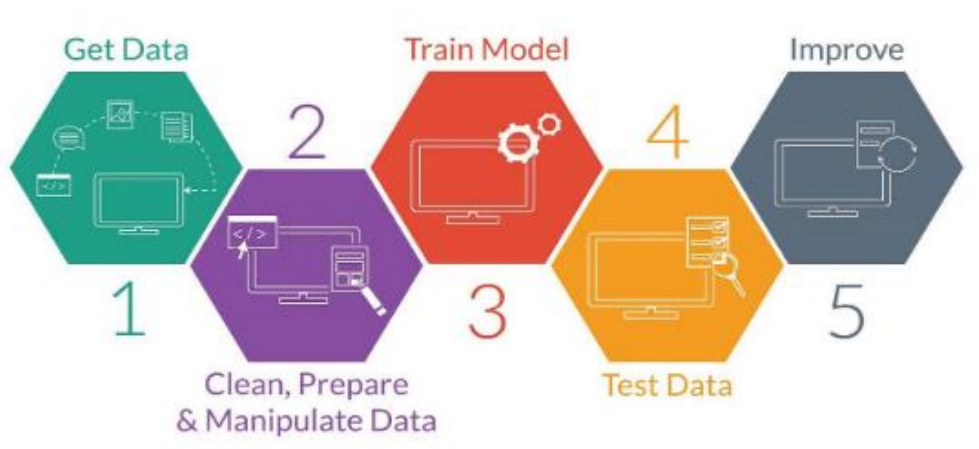 Get Data
1
2
Clean, Prepare
& Manipulate Data
Train Model
3
4
Test Data
Improve
5
</>
</>